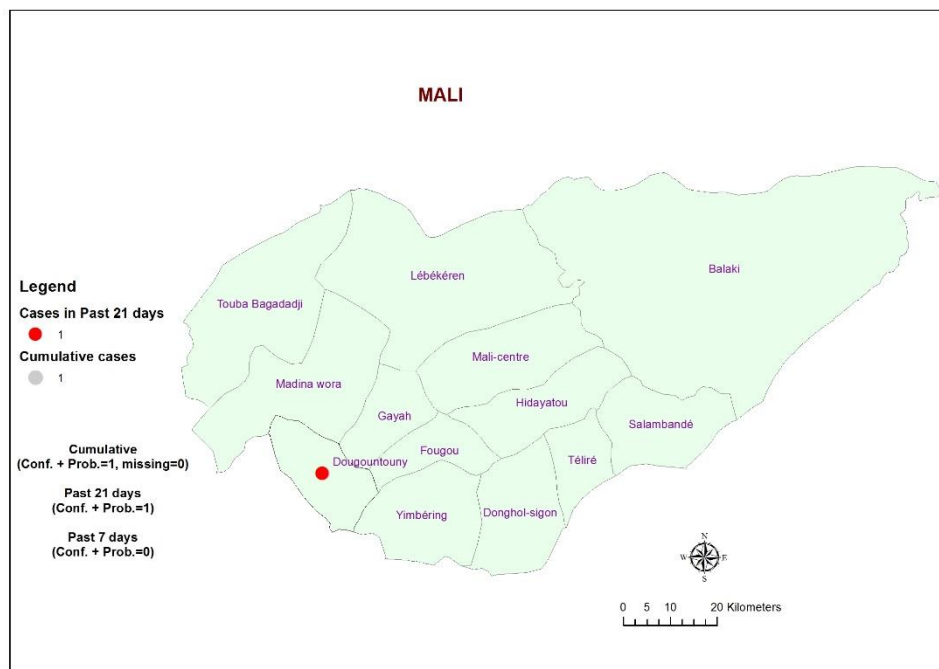 MALI
Balaki
Lébékéren
Touba Bagadadji
Legend
Cases in Past 21 days
1
Cumulative cases
1
Mali-centre
Madina wora
Hidayatou
Gayah
Salambandé
Fougou
Dougountouny
Téliré
Yimbéring
Donghol-sigon
Cumulative
(Conf. + Prob.=1, missing=0)
Past 21 days
(Conf. + Prob.=1)
Past 7 days
(Conf. + Prob.=0)
N
W E
S
0 5 10 20 Kilometers